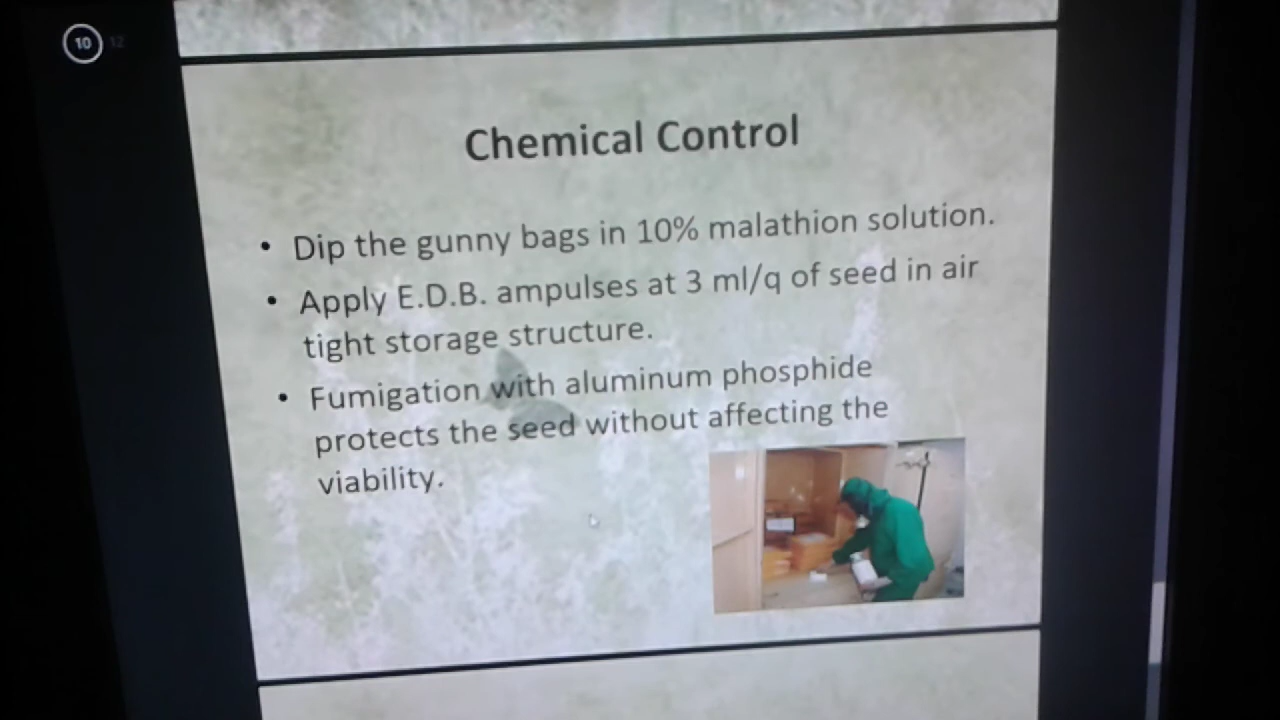 10 12
Chemical Control
• Dip the gunny bags in 10% malathion solution.
• Apply E.D.B. ampulses at 3 ml/q of seed in air
tight storage structure.
• Fumigation with aluminum phosphide
protects the seed without affecting the
viability.